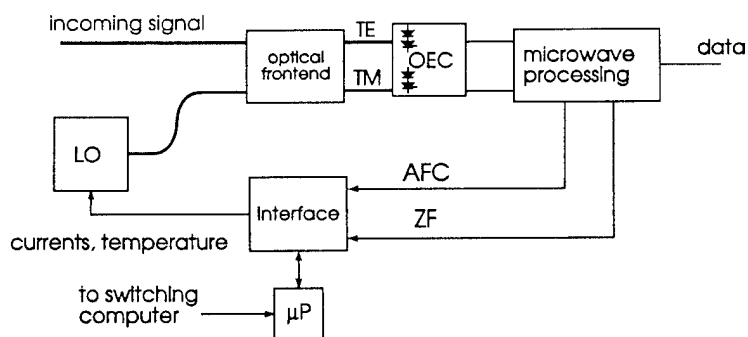 incoming signal
TE
optical
frontend
TM
OEC
microwave
processing
data
LO
AFC
Interface
ZF
currents, temperature
to switching
computer
µP